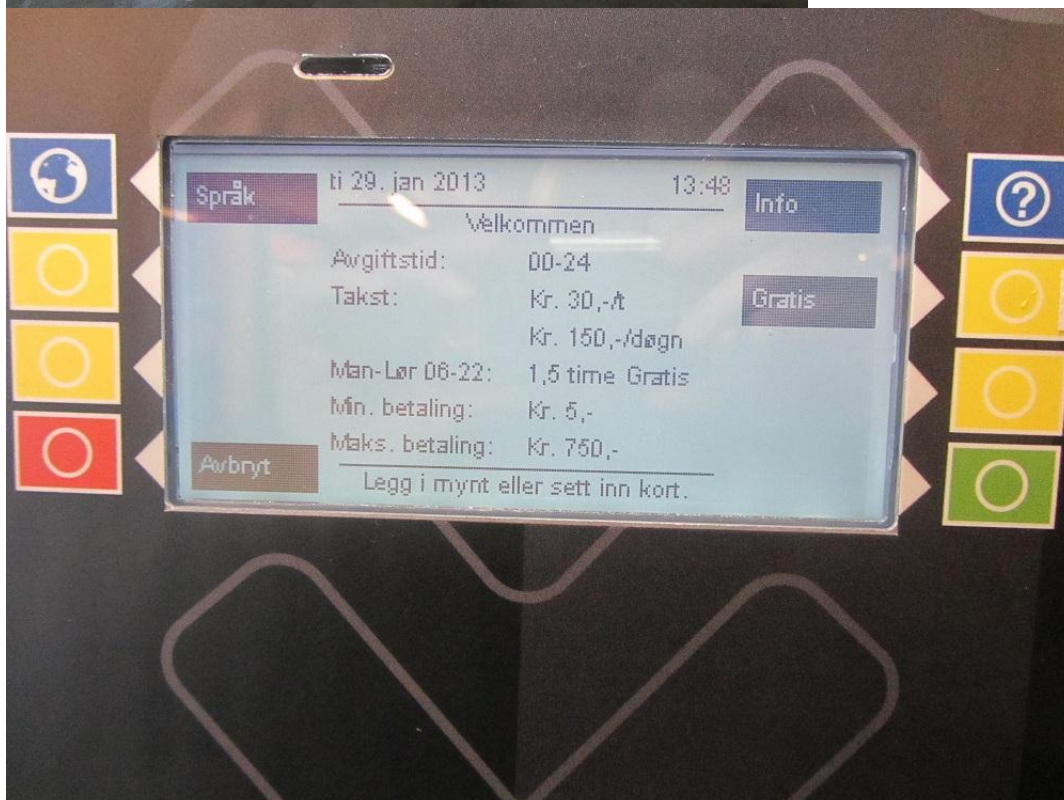 Språk
ti 29. jan 2013 13:48
Info
Velkommen
Avgiftstid: 00-24
Takst: Kr. 30,-/t
Gratis
Kr. 150,-/døgn
Man-Lør 06-22: 1,5 time Gratis
Min. betaling: Kr. 5,-
Maks. betaling: Kr. 750,-
Avbryt
Legg i mynt eller sett inn kort.
?